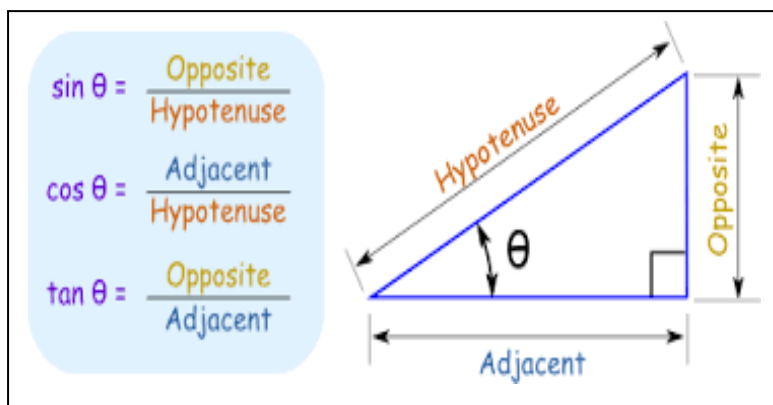 sin θ = Opposite
Hypotenuse
cos θ = Adjacent
Hypotenuse
tan θ = Opposite
Adjacent
Hypotenuse
θ
Opposite
Adjacent